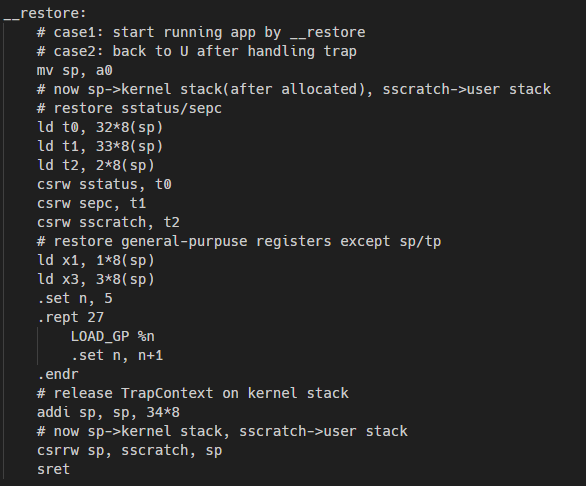 __restore:
    # case1: start running app by __restore
    # case2: back to U after handling trap
    mv sp, a0
    # now sp->kernel stack(after allocated), sscratch->user stack
    # restore sstatus/sepc
    ld t0, 32*8(sp)
    ld t1, 33*8(sp)
    ld t2, 2*8(sp)
    csrw sstatus, t0
    csrw sepc, t1
    csrw sscratch, t2
    # restore general-purpuse registers except sp/tp
    ld x1, 1*8(sp)
    ld x3, 3*8(sp)
    .set n, 5
    .rept 27
        LOAD_GP %n
        .set n, n+1
    .endr
    # release TrapContext on kernel stack
    addi sp, sp, 34*8
    # now sp->kernel stack, sscratch->user stack
    csrrw sp, sscratch, sp
    sret